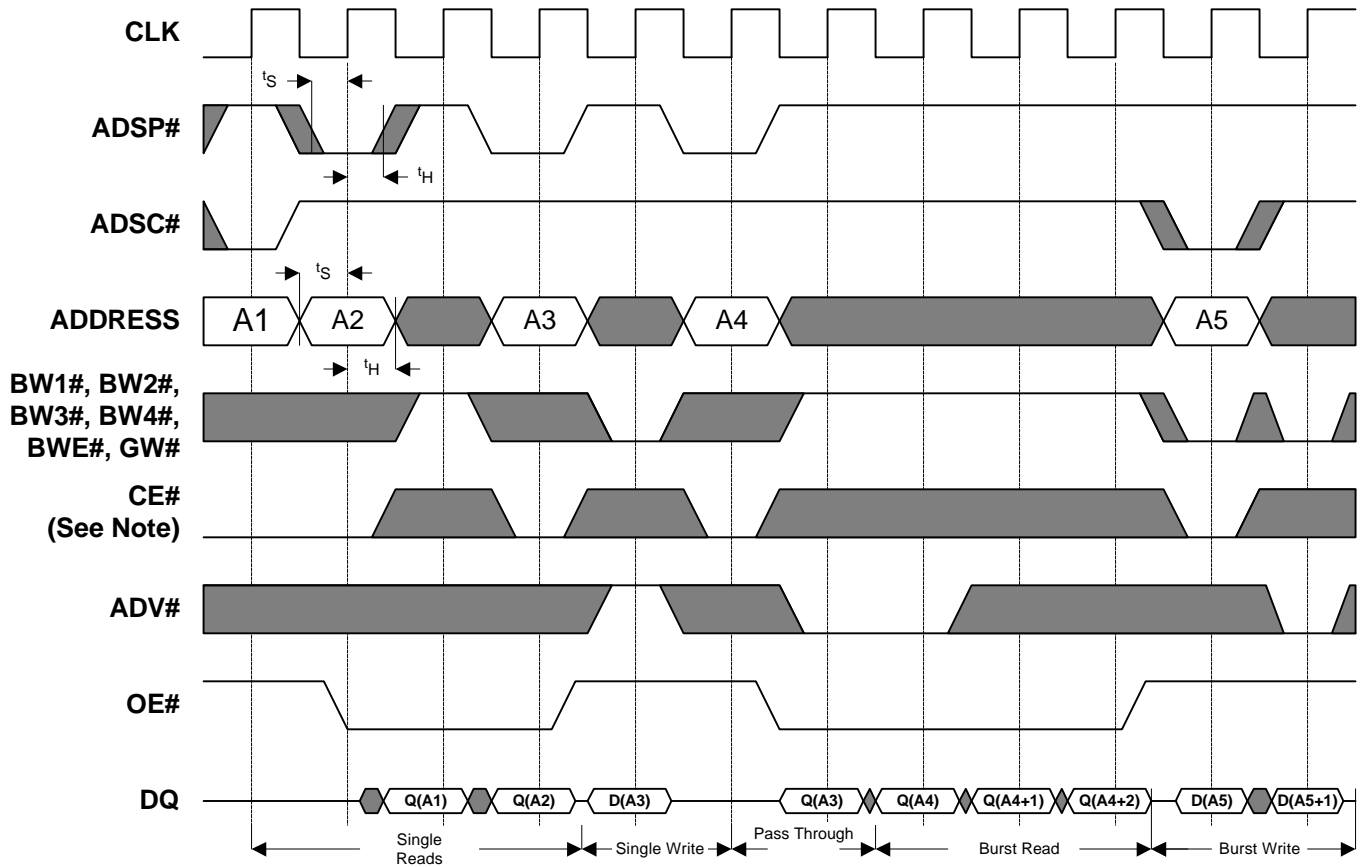 CLK
tS
ADSP#
tH
ADSC#
tS
ADDRESS
A1
A2
A3
A4
A5
tH
BW1#, BW2#,
BW3#, BW4#,
BWE#, GW#
CE#
(See Note)
ADV#
OE#
DQ
Q(A1)
Q(A2)
D(A3)
Q(A3)
Q(A4)
Q(A4+1)
Q(A4+2)
D(A5)
D(A5+1)
Single
Reads
Single Write
Pass Through
Burst Read
Burst Write